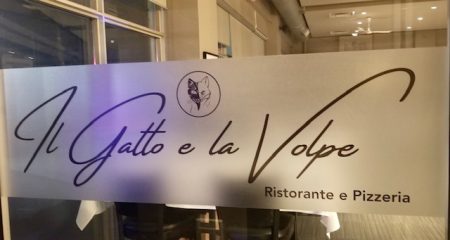 Il Gatto e la Volpe
Ristorante e Pizzeria